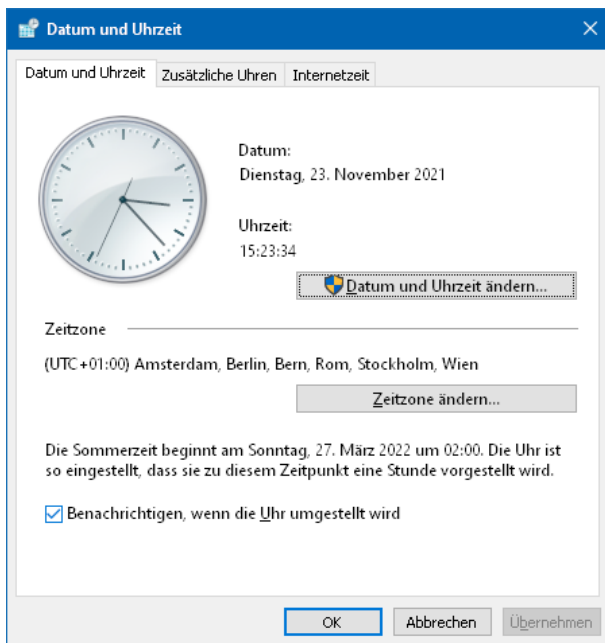 Datum und Uhrzeit
Datum und Uhrzeit Zusätzliche Uhren Internetzeit
Datum:
Dienstag, 23. November 2021
Uhrzeit:
15:23:34
Datum und Uhrzeit ändern...
Zeitzone
(UTC+01:00) Amsterdam, Berlin, Bern, Rom, Stockholm, Wien
Zeitzone ändern...
Die Sommerzeit beginnt am Sonntag, 27. März 2022 um 02:00. Die Uhr ist
so eingestellt, dass sie zu diesem Zeitpunkt eine Stunde vorgestellt wird.
Benachrichtigen, wenn die Uhr umgestellt wird
OK Abbrechen Übernehmen